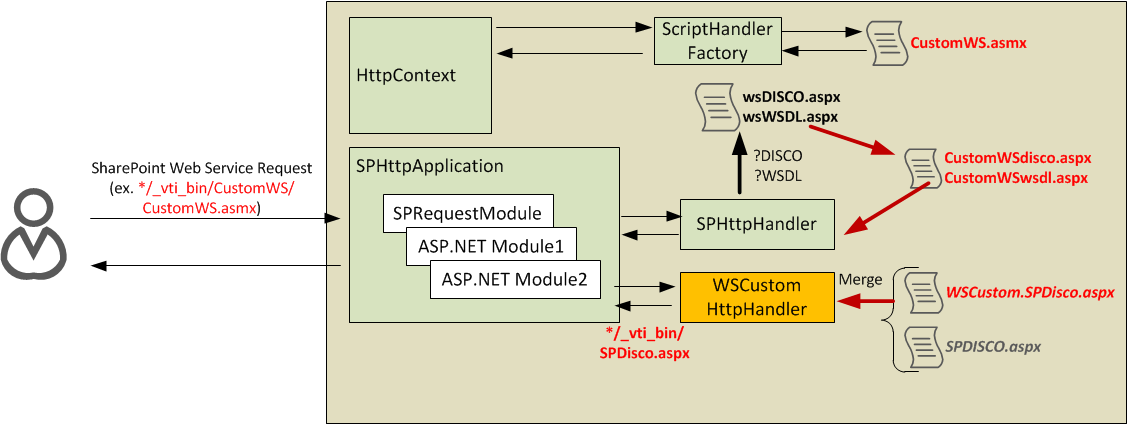 ScriptHandler
Factory
CustomWS.asmx
HttpContext
wsDISCO.aspx
wsWSDL.aspx
SharePoint Web Service Request
(ex. */_vti_bin/CustomWS/
CustomWS.asmx)
SPHttpApplication
?DISCO
?WSDL
CustomWSdisco.aspx
CustomWSwsdl.aspx
SPRequestModule
SPHttpHandler
ASP.NET Module1
ASP.NET Module2
WSCustom
HttpHandler
Merge
WSCustom.SPDisco.aspx
*/_vti_bin/
SPDisco.aspx
SPDISCO.aspx